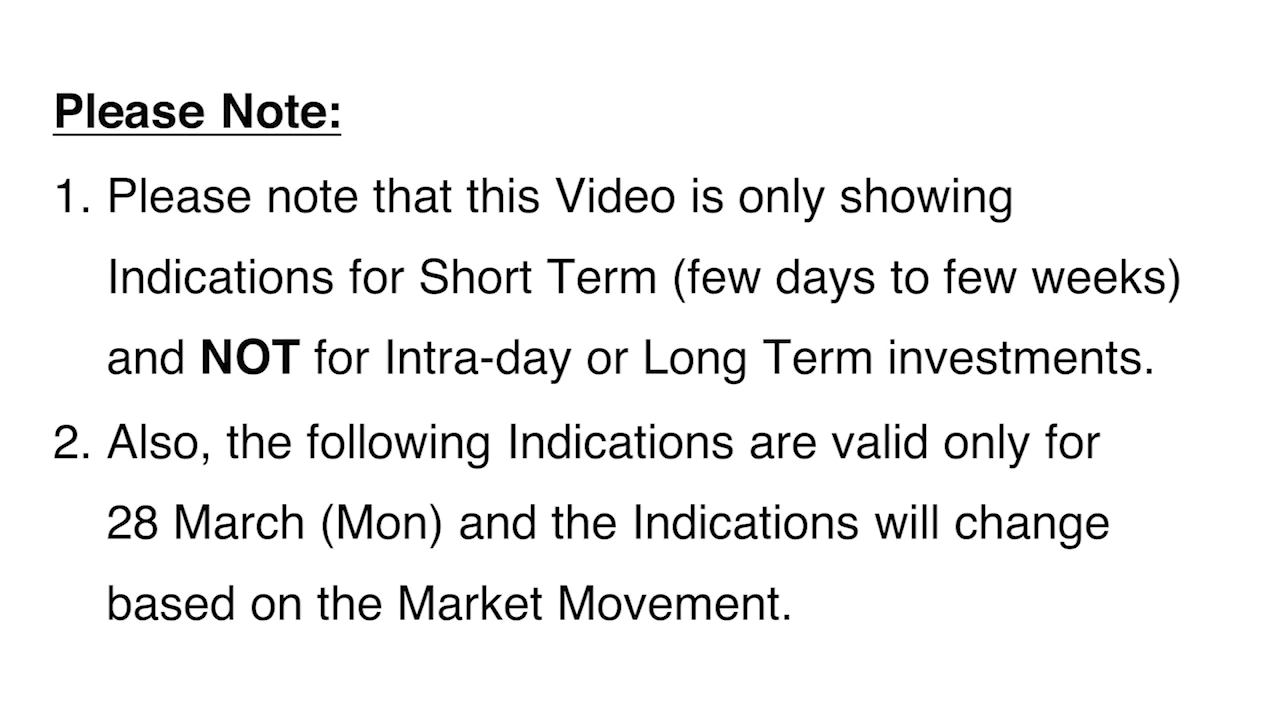 Please Note:
1. Please note that this Video is only showing
Indications for Short Term (few days to few weeks)
and NOT for Intra-day or Long Term investments.
2. Also, the following Indications are valid only for
28 March (Mon) and the Indications will change
based on the Market Movement.